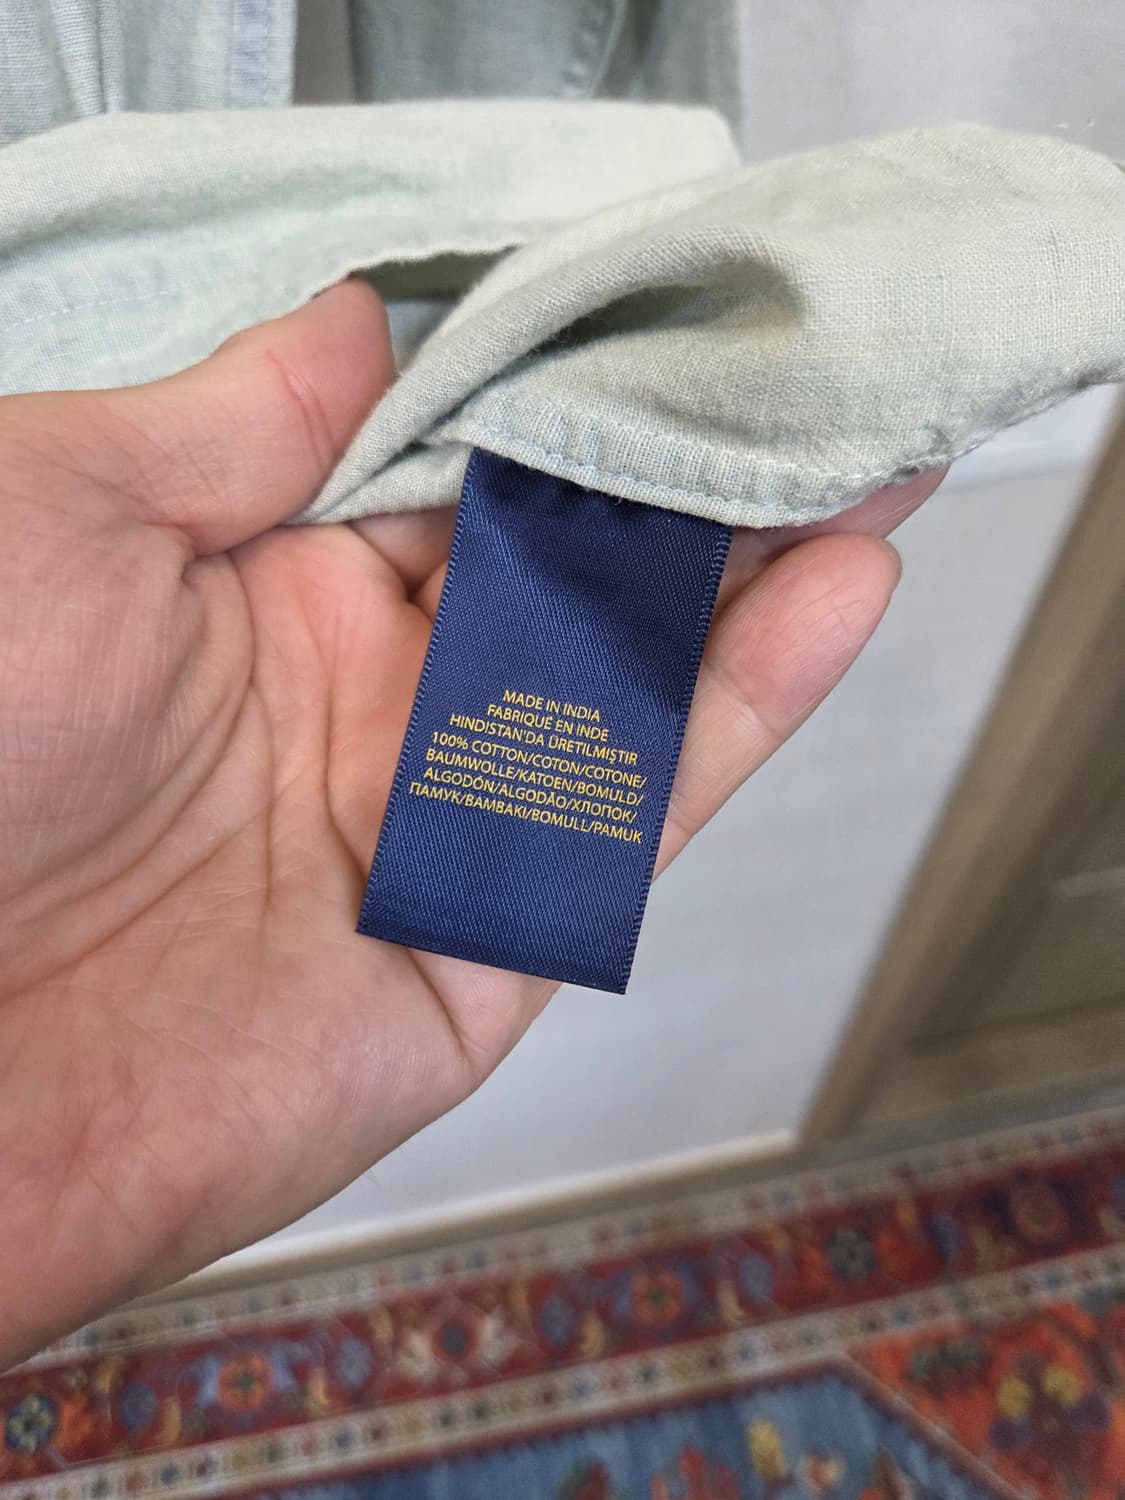 MADE IN INDIA
FABRIQUÉ EN INDE
HINDISTAN'DA ÜRETILMIŞTIR
100% COTTON/COTON/COTONE/
BAUMWOLLE/KATOEN/BOMULD/
ALGODÓN/ALGODÃO/ХЛОПОК/
ПАМУК/BAMBAKI/BOMULL/PAMUK